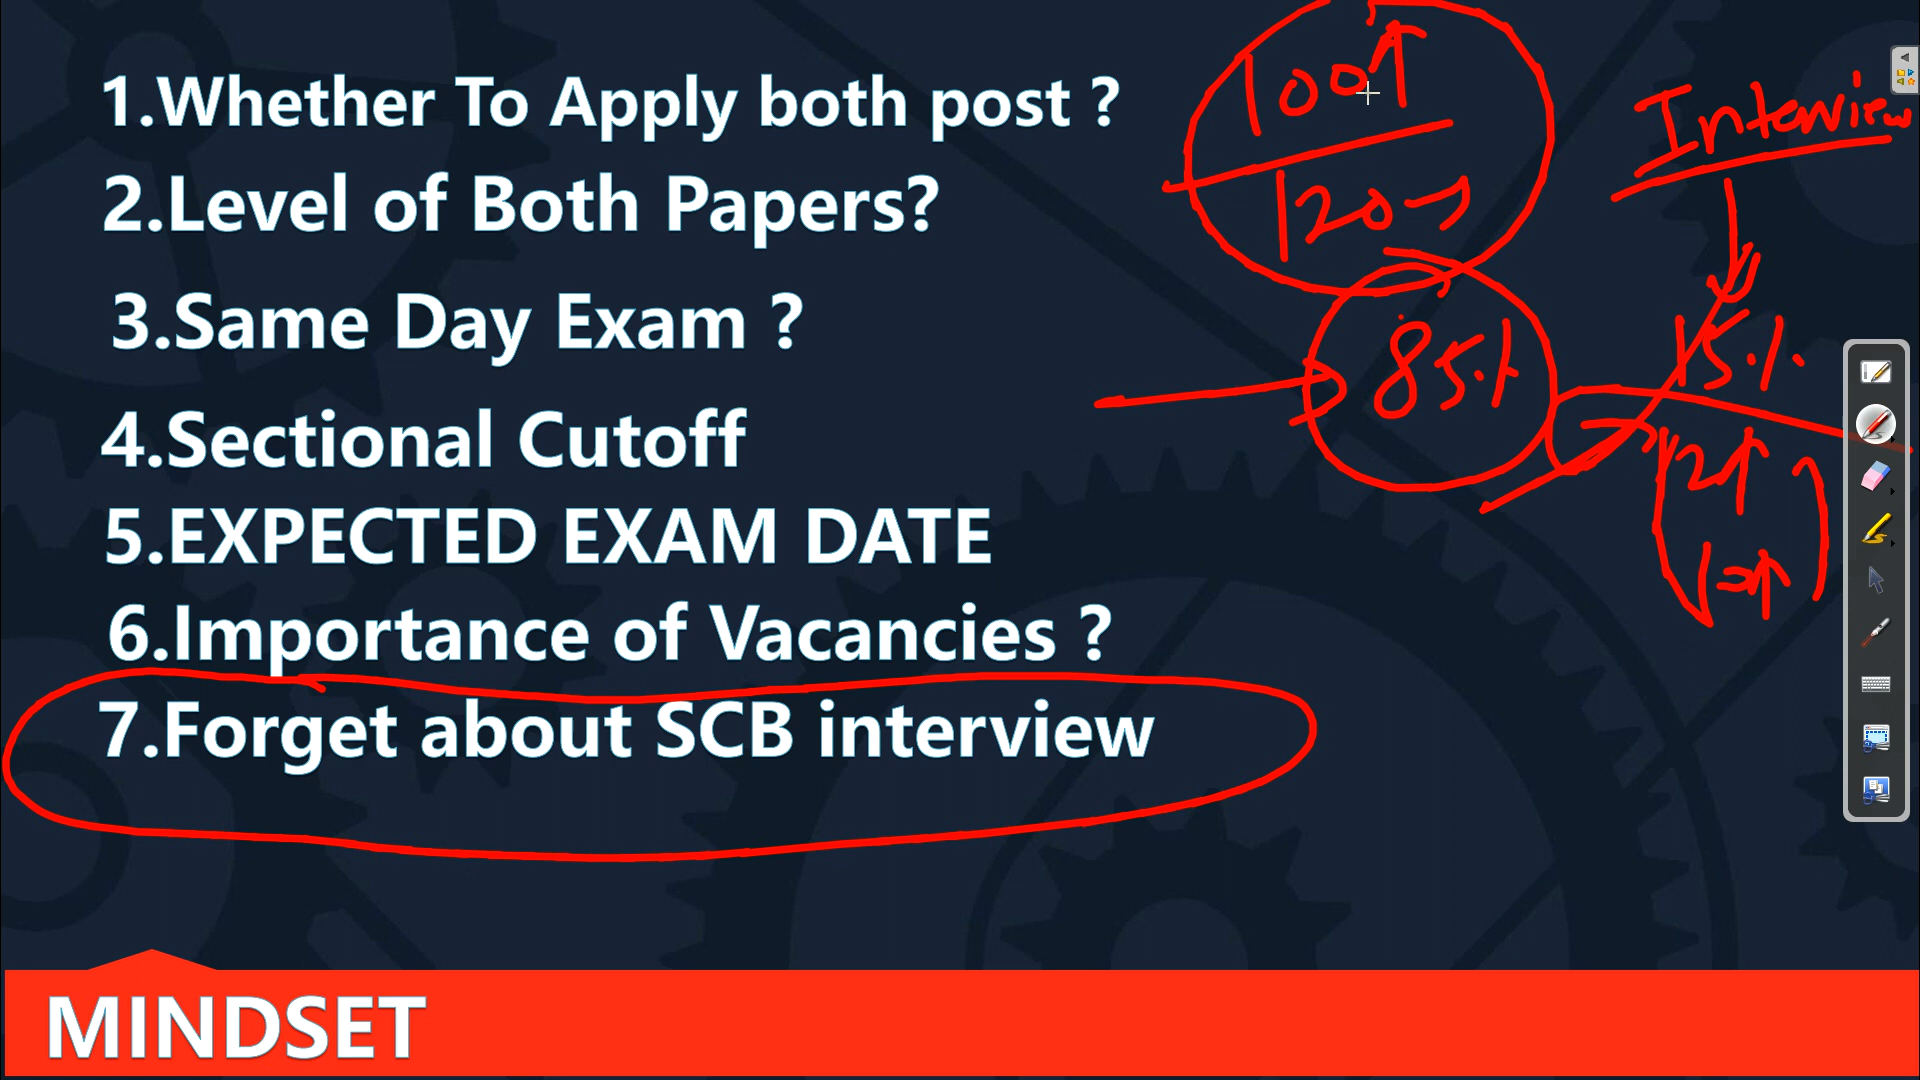 1.Whether To Apply both post ?
2.Level of Both Papers?
3.Same Day Exam ?
4.Sectional Cutoff
5.EXPECTED EXAM DATE
6.Importance of Vacancies ?
7.Forget about SCB interview
MINDSET
100↑
120
85%
Interview
15%
12↑